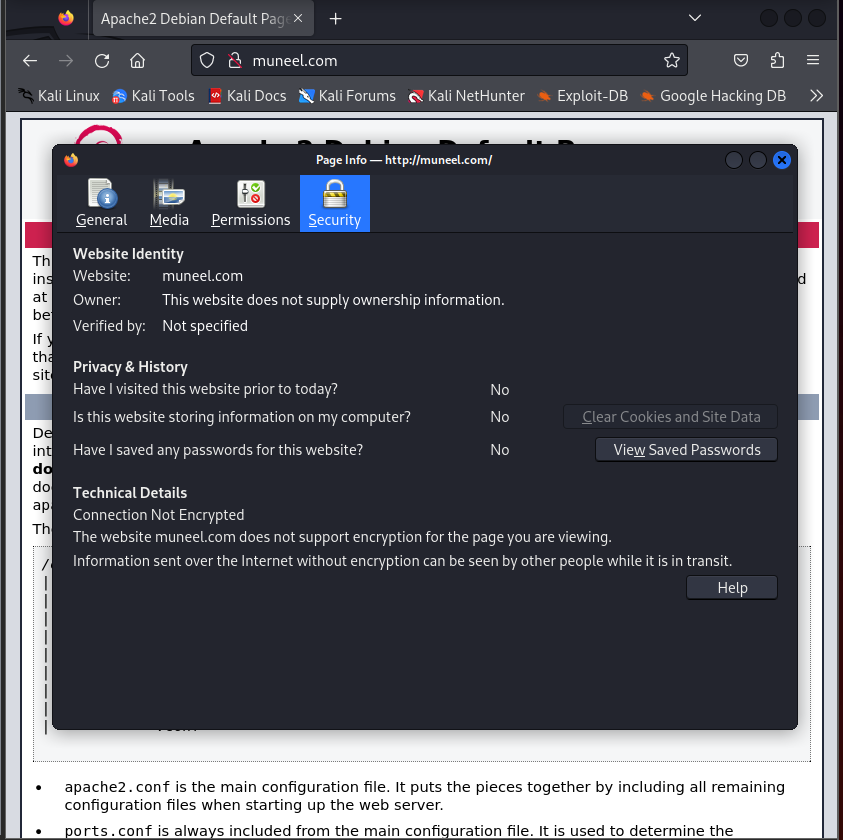 Apache2 Debian Default Page
muneel.com
Kali Linux Kali Tools Kali Docs Kali Forums Kali NetHunter Exploit-DB Google Hacking DB
Page Info — http://muneel.com/
General Media Permissions Security
Website Identity
Website: muneel.com
Owner: This website does not supply ownership information.
Verified by: Not specified
Privacy & History
Have I visited this website prior to today? No
Is this website storing information on my computer? No Clear Cookies and Site Data
Have I saved any passwords for this website? No View Saved Passwords
Technical Details
Connection Not Encrypted
The website muneel.com does not support encryption for the page you are viewing.
Information sent over the Internet without encryption can be seen by other people while it is in transit.
Help
apache2.conf is the main configuration file. It puts the pieces together by including all remaining
configuration files when starting up the web server.
ports.conf is always included from the main configuration file. It is used to determine the